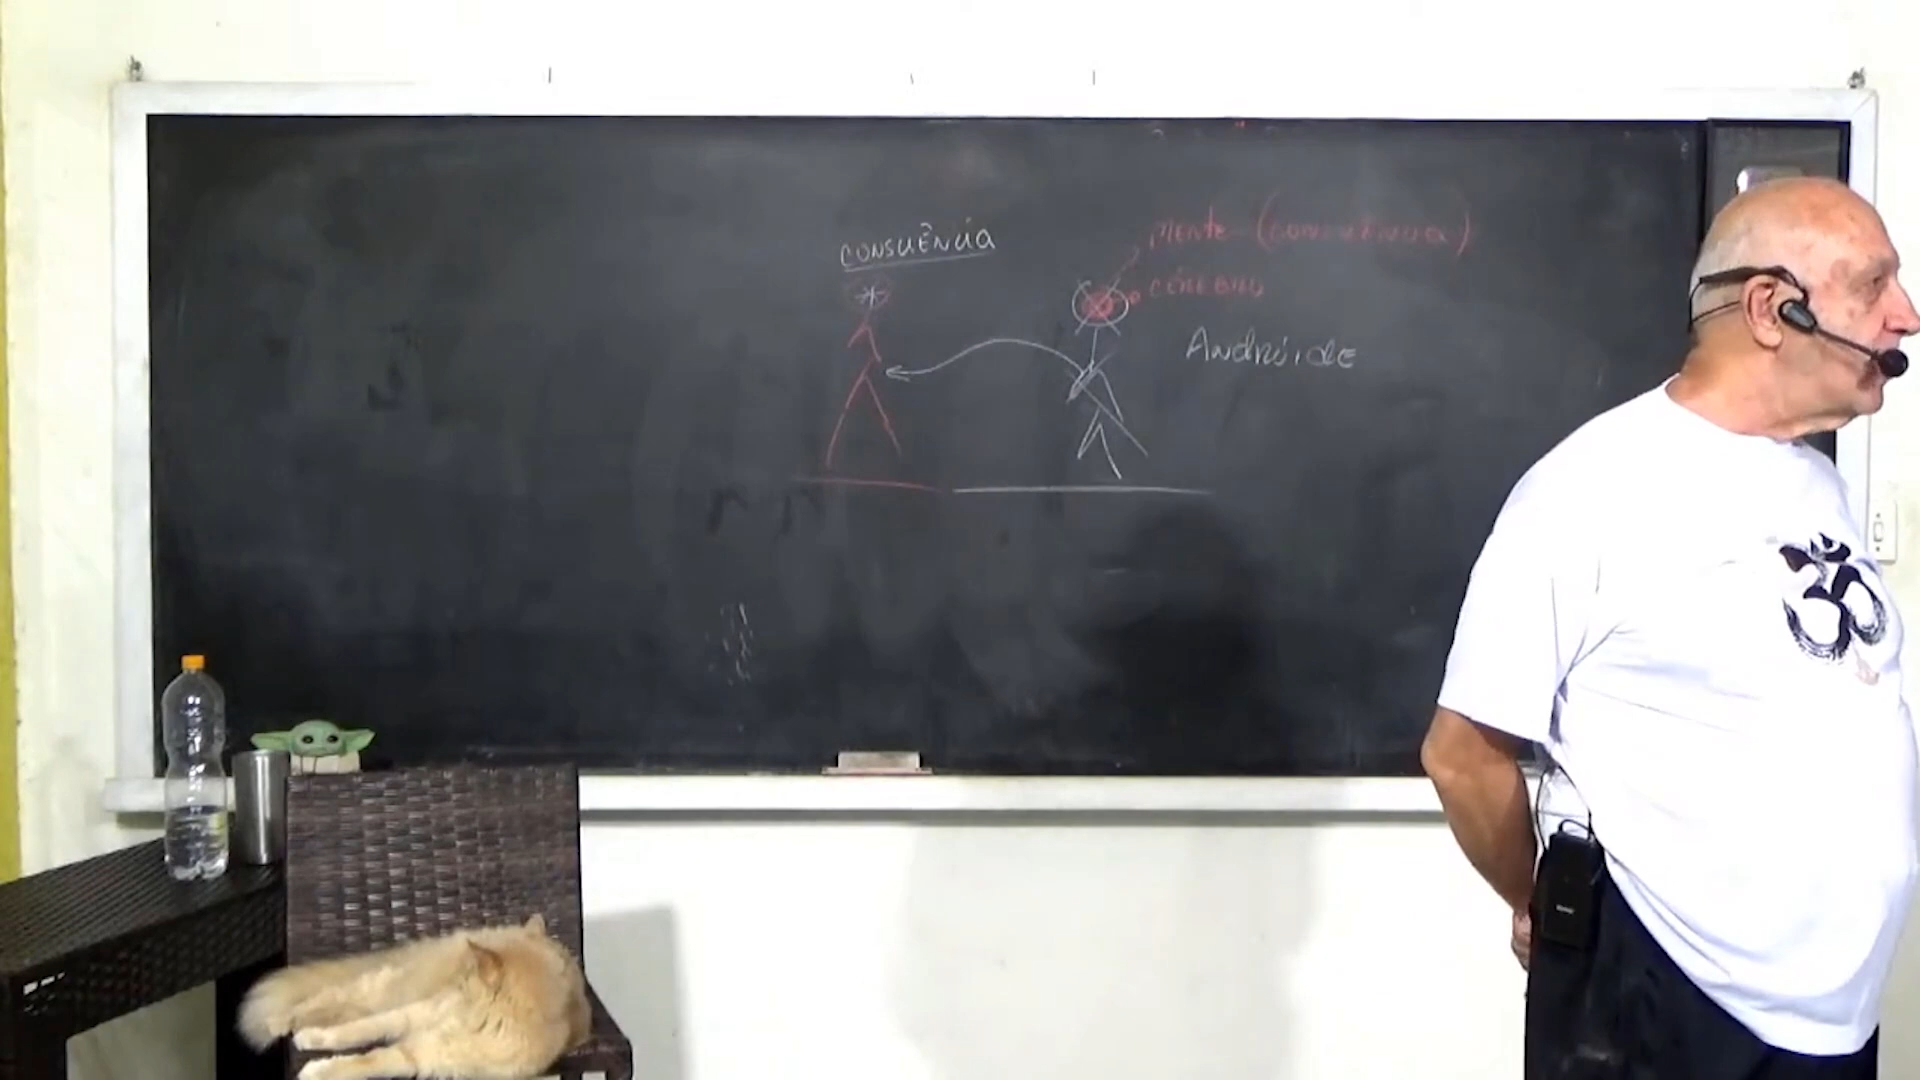 CONSCIÊNCIA
MENTE - (CONSCIÊNCIA)
CÉREBRO
ANDRÓIDE
ॐ